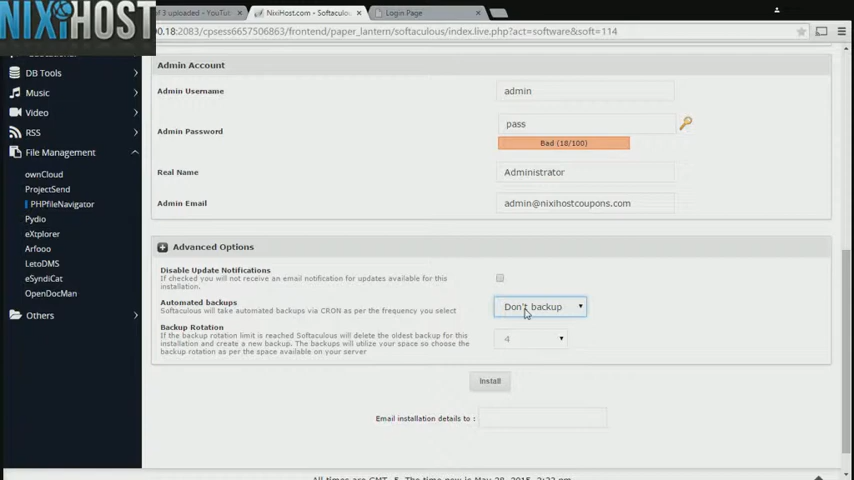 NIXIHOST
of 3 uploaded - YouTu
NixiHost.com - Softaculou
Login Page
00.18:2083/cpsess6657506863/frontend/paper_lantern/softaculous/index.live.php?act=software&soft=114
DB Tools
Music
Video
RSS
File Management
ownCloud
ProjectSend
PHPfileNavigator
Pydio
eXtplorer
Arfooo
LetoDMS
eSyndiCat
OpenDocMan
Others
Admin Account
Admin Username admin
Admin Password pass
Bad (18/100)
Real Name Administrator
Admin Email admin@nixihostcoupons.com
Advanced Options
Disable Update Notifications
If checked you will not receive an email notification for updates available for this
installation.
Automated backups Don't backup
Softaculous will take automated backups via CRON as per the frequency you select
Backup Rotation 4
If the backup rotation limit is reached Softaculous will delete the oldest backup for this
installation and create a new backup. The backups will utilize your space so choose the
backup rotation as per the space available on your server
Install
Email installation details to :
All times are GMT -5. The time now is May 28, 2015, 2:33 pm.